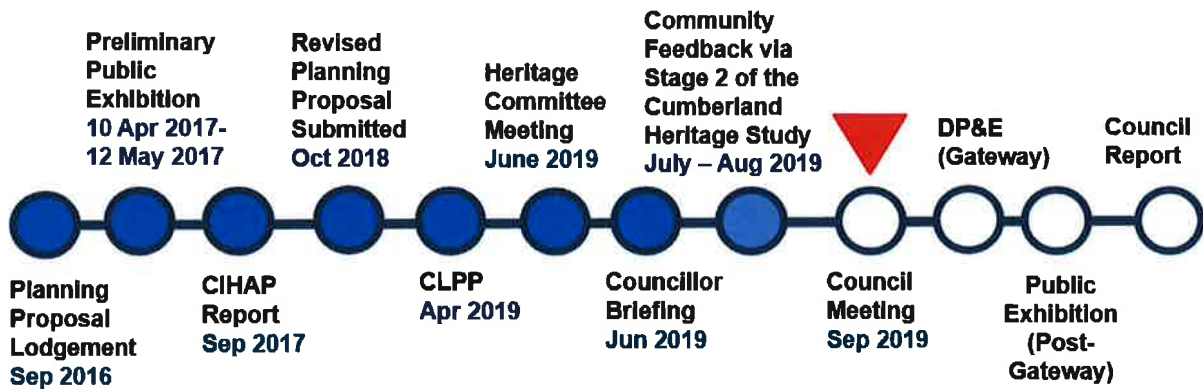 Preliminary
Public
Exhibition
10 Apr 2017-
12 May 2017
Revised
Planning
Proposal
Submitted
Oct 2018
Heritage
Committee
Meeting
June 2019
Community
Feedback via
Stage 2 of the
Cumberland
Heritage Study
July – Aug 2019
DP&E
(Gateway)
Council
Report
Planning
Proposal
Lodgement
Sep 2016
CIHAP
Report
Sep 2017
CLPP
Apr 2019
Councillor
Briefing
Jun 2019
Council
Meeting
Sep 2019
Public
Exhibition
(Post-
Gateway)